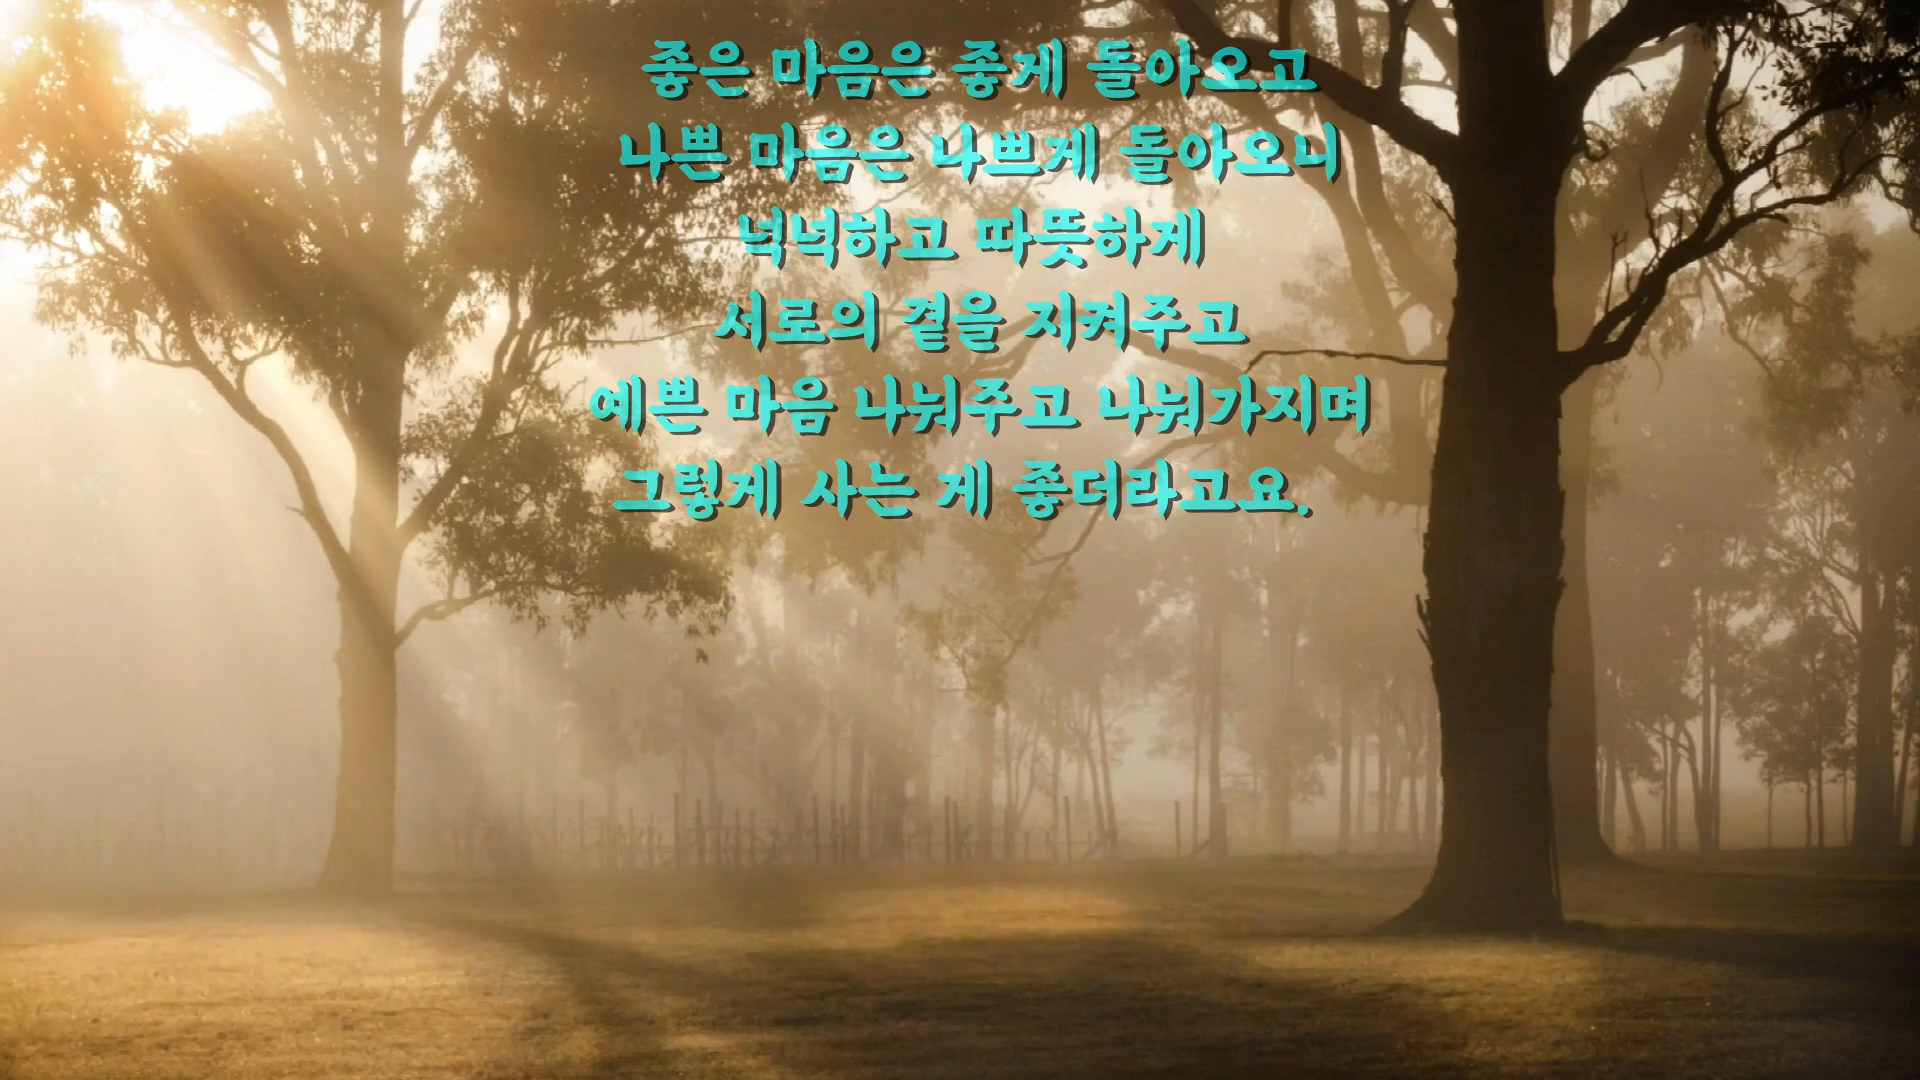 좋은 마음은 좋게 돌아오고
나쁜 마음은 나쁘게 돌아오니
넉넉하고 따뜻하게
서로의 곁을 지켜주고
예쁜 마음 나눠주고 나눠가지며
그렇게 사는 게 좋더라고요.